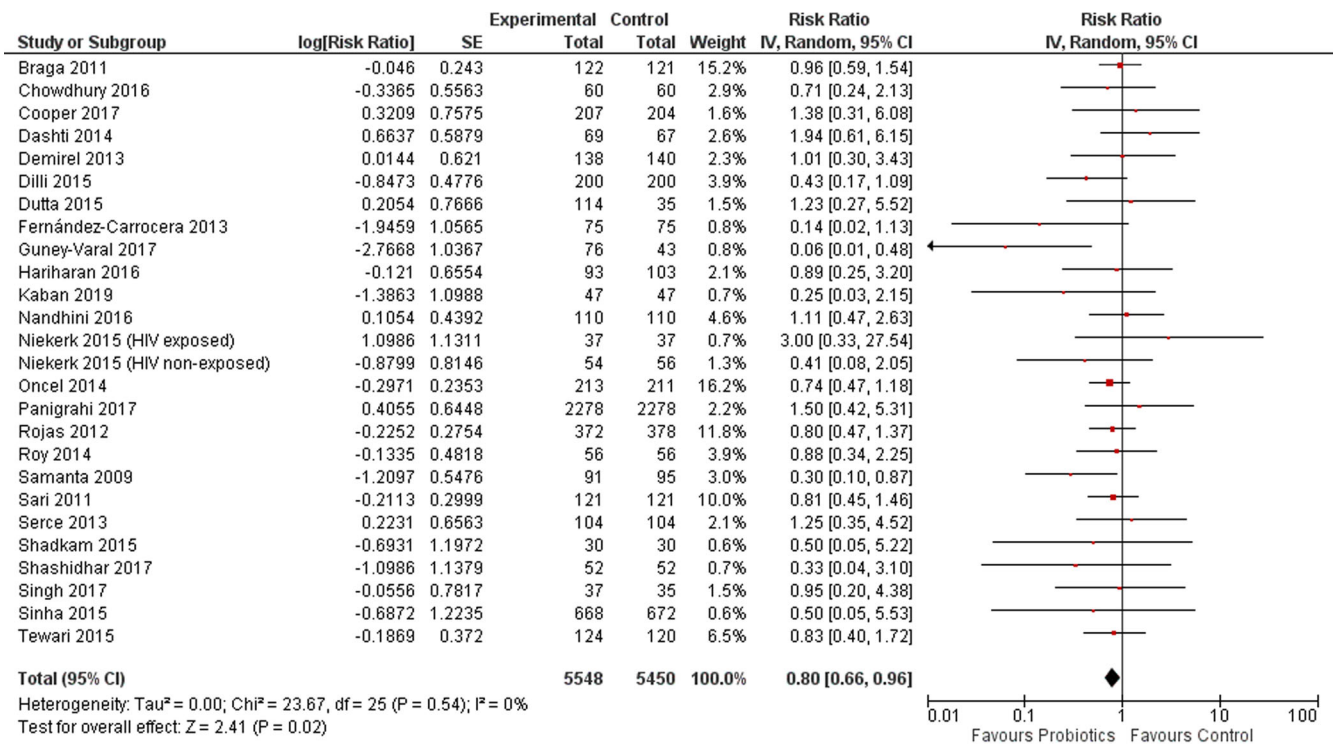 Experimental Control Risk Ratio Risk Ratio
Study or Subgroup log[Risk Ratio] SE Total Total Weight IV, Random, 95% CI IV, Random, 95% CI
Braga 2011 -0.046 0.243 122 121 15.2% 0.96 [0.59, 1.54]
Chowdhury 2016 -0.3365 0.5563 60 60 2.9% 0.71 [0.24, 2.13]
Cooper 2017 0.3209 0.7575 207 204 1.6% 1.38 [0.31, 6.08]
Dashti 2014 0.6637 0.5879 69 67 2.6% 1.94 [0.61, 6.15]
Demirel 2013 0.0144 0.621 138 140 2.3% 1.01 [0.30, 3.43]
Dilli 2015 -0.8473 0.4776 200 200 3.9% 0.43 [0.17, 1.09]
Dutta 2015 0.2054 0.7666 114 35 1.5% 1.23 [0.27, 5.52]
Fernández-Carrocera 2013 -1.9459 1.0565 75 75 0.8% 0.14 [0.02, 1.13]
Guney-Varal 2017 -2.7668 1.0367 76 43 0.8% 0.06 [0.01, 0.48]
Hariharan 2016 -0.121 0.6554 93 103 2.1% 0.89 [0.25, 3.20]
Kaban 2019 -1.3863 1.0988 47 47 0.7% 0.25 [0.03, 2.15]
Nandhini 2016 0.1054 0.4392 110 110 4.6% 1.11 [0.47, 2.63]
Niekerk 2015 (HIV exposed) 1.0986 1.1311 37 37 0.7% 3.00 [0.33, 27.54]
Niekerk 2015 (HIV non-exposed) -0.8799 0.8146 54 56 1.3% 0.41 [0.08, 2.05]
Oncel 2014 -0.2971 0.2353 213 211 16.2% 0.74 [0.47, 1.18]
Panigrahi 2017 0.4055 0.6448 2278 2278 2.2% 1.50 [0.42, 5.31]
Rojas 2012 -0.2252 0.2754 372 378 11.8% 0.80 [0.47, 1.37]
Roy 2014 -0.1335 0.4818 56 56 3.9% 0.88 [0.34, 2.25]
Samanta 2009 -1.2097 0.5476 91 95 3.0% 0.30 [0.10, 0.87]
Sari 2011 -0.2113 0.2999 121 121 10.0% 0.81 [0.45, 1.46]
Serce 2013 0.2231 0.6563 104 104 2.1% 1.25 [0.35, 4.52]
Shadkam 2015 -0.6931 1.1972 30 30 0.6% 0.50 [0.05, 5.22]
Shashidhar 2017 -1.0986 1.1379 52 52 0.7% 0.33 [0.04, 3.10]
Singh 2017 -0.0556 0.7817 37 35 1.5% 0.95 [0.20, 4.38]
Sinha 2015 -0.6872 1.2235 668 672 0.6% 0.50 [0.05, 5.53]
Tewari 2015 -0.1869 0.372 124 120 6.5% 0.83 [0.40, 1.72]
Total (95% CI) 5548 5450 100.0% 0.80 [0.66, 0.96]
Heterogeneity: Tau² = 0.00; Chi² = 23.67, df = 25 (P = 0.54); I² = 0%
Test for overall effect: Z = 2.41 (P = 0.02)
0.01 0.1 1 10 100
Favours Probiotics Favours Control